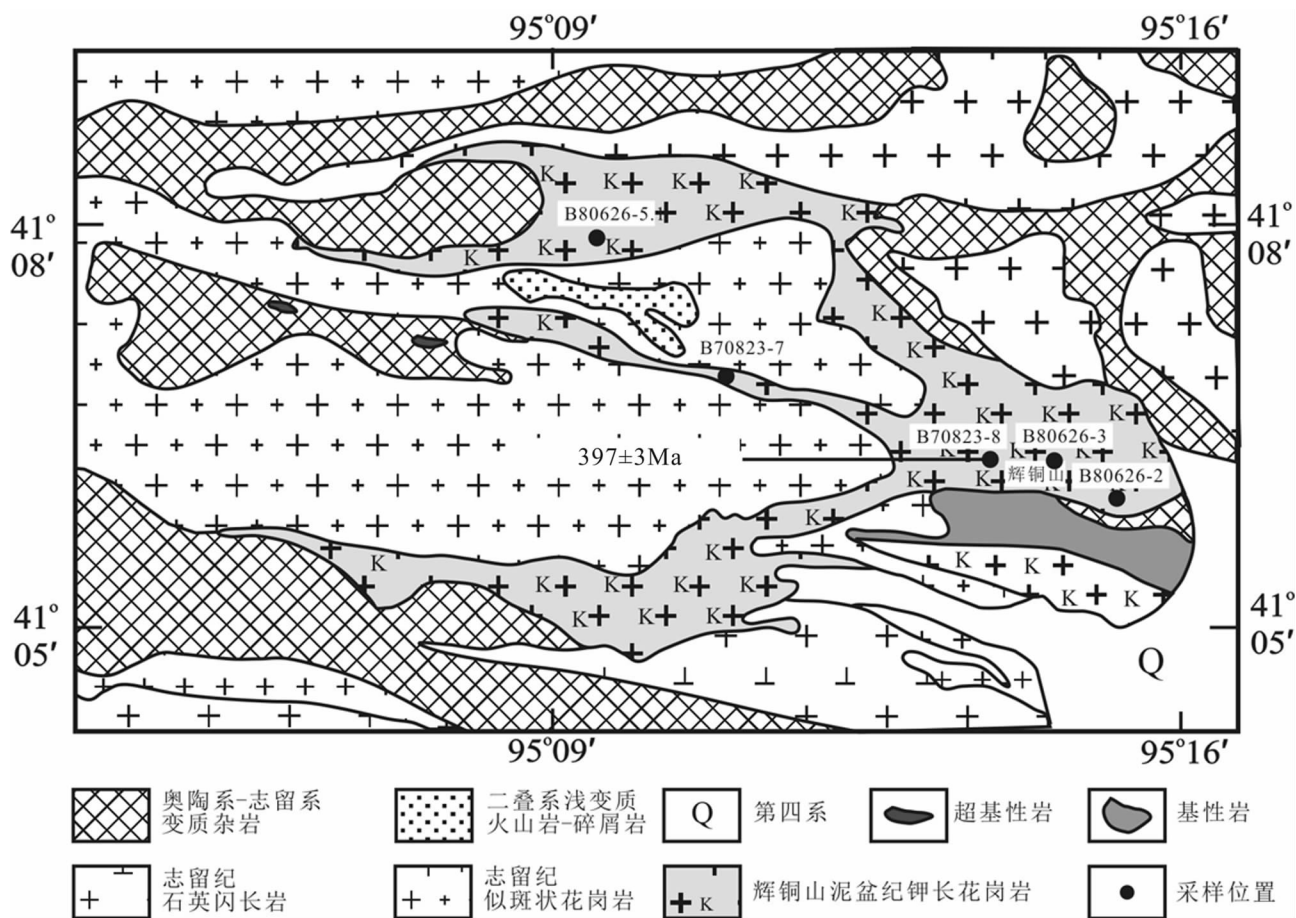 95°09′
95°16′
41°
08′
41°
08′
B80626-5.
B70823-7
B70823-8
B80626-3
397±3Ma
辉铜山
B80626-2
41°
05′
41°
05′
Q
95°09′
95°16′
K K K K K K K K K K
K K K K K K K K K K
K K K K K K K K K K
奥陶系-志留系
变质杂岩
二叠系浅变质
火山岩-碎屑岩
Q
第四系
超基性岩
基性岩
志留纪
石英闪长岩
志留纪
似斑状花岗岩
K
辉铜山泥盆纪钾长花岗岩
采样位置